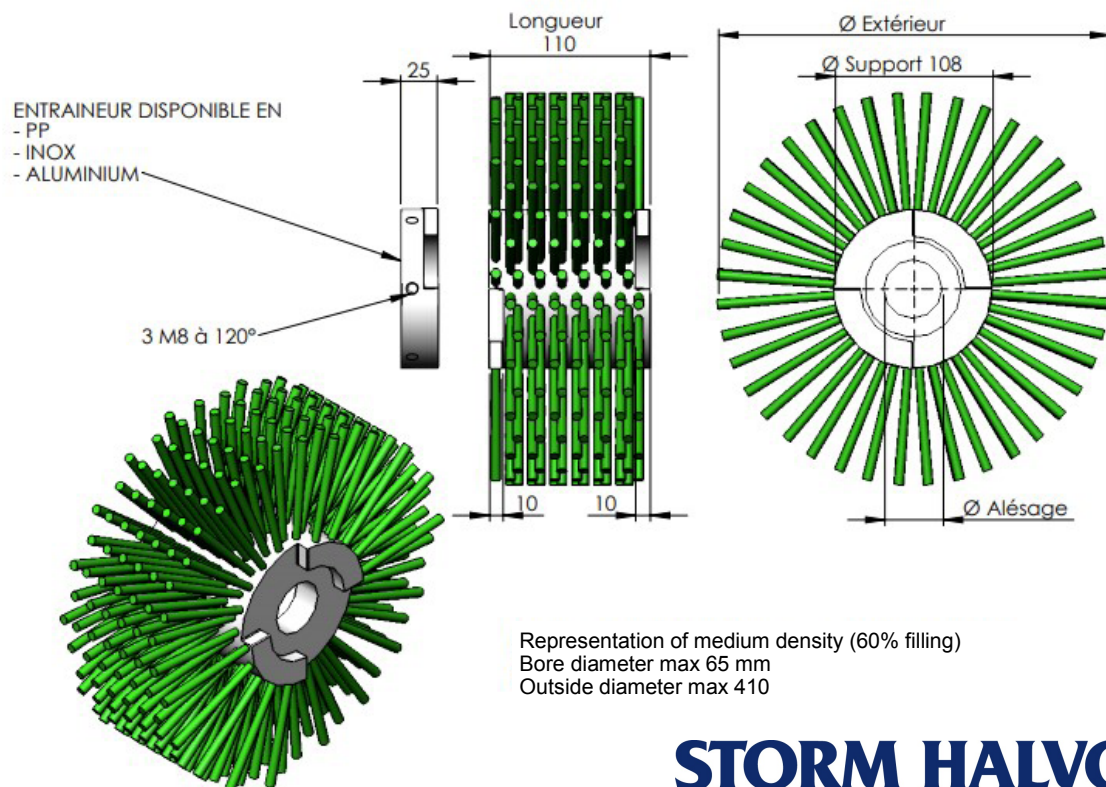 Longueur
110
25
Ø Extérieur
Ø Support 108
ENTRAINEUR DISPONIBLE EN
- PP
- INOX
- ALUMINIUM
3 M8 à 120°
10
10
Ø Alésage
Representation of medium density (60% filling)
Bore diameter max 65 mm
Outside diameter max 410
STORM